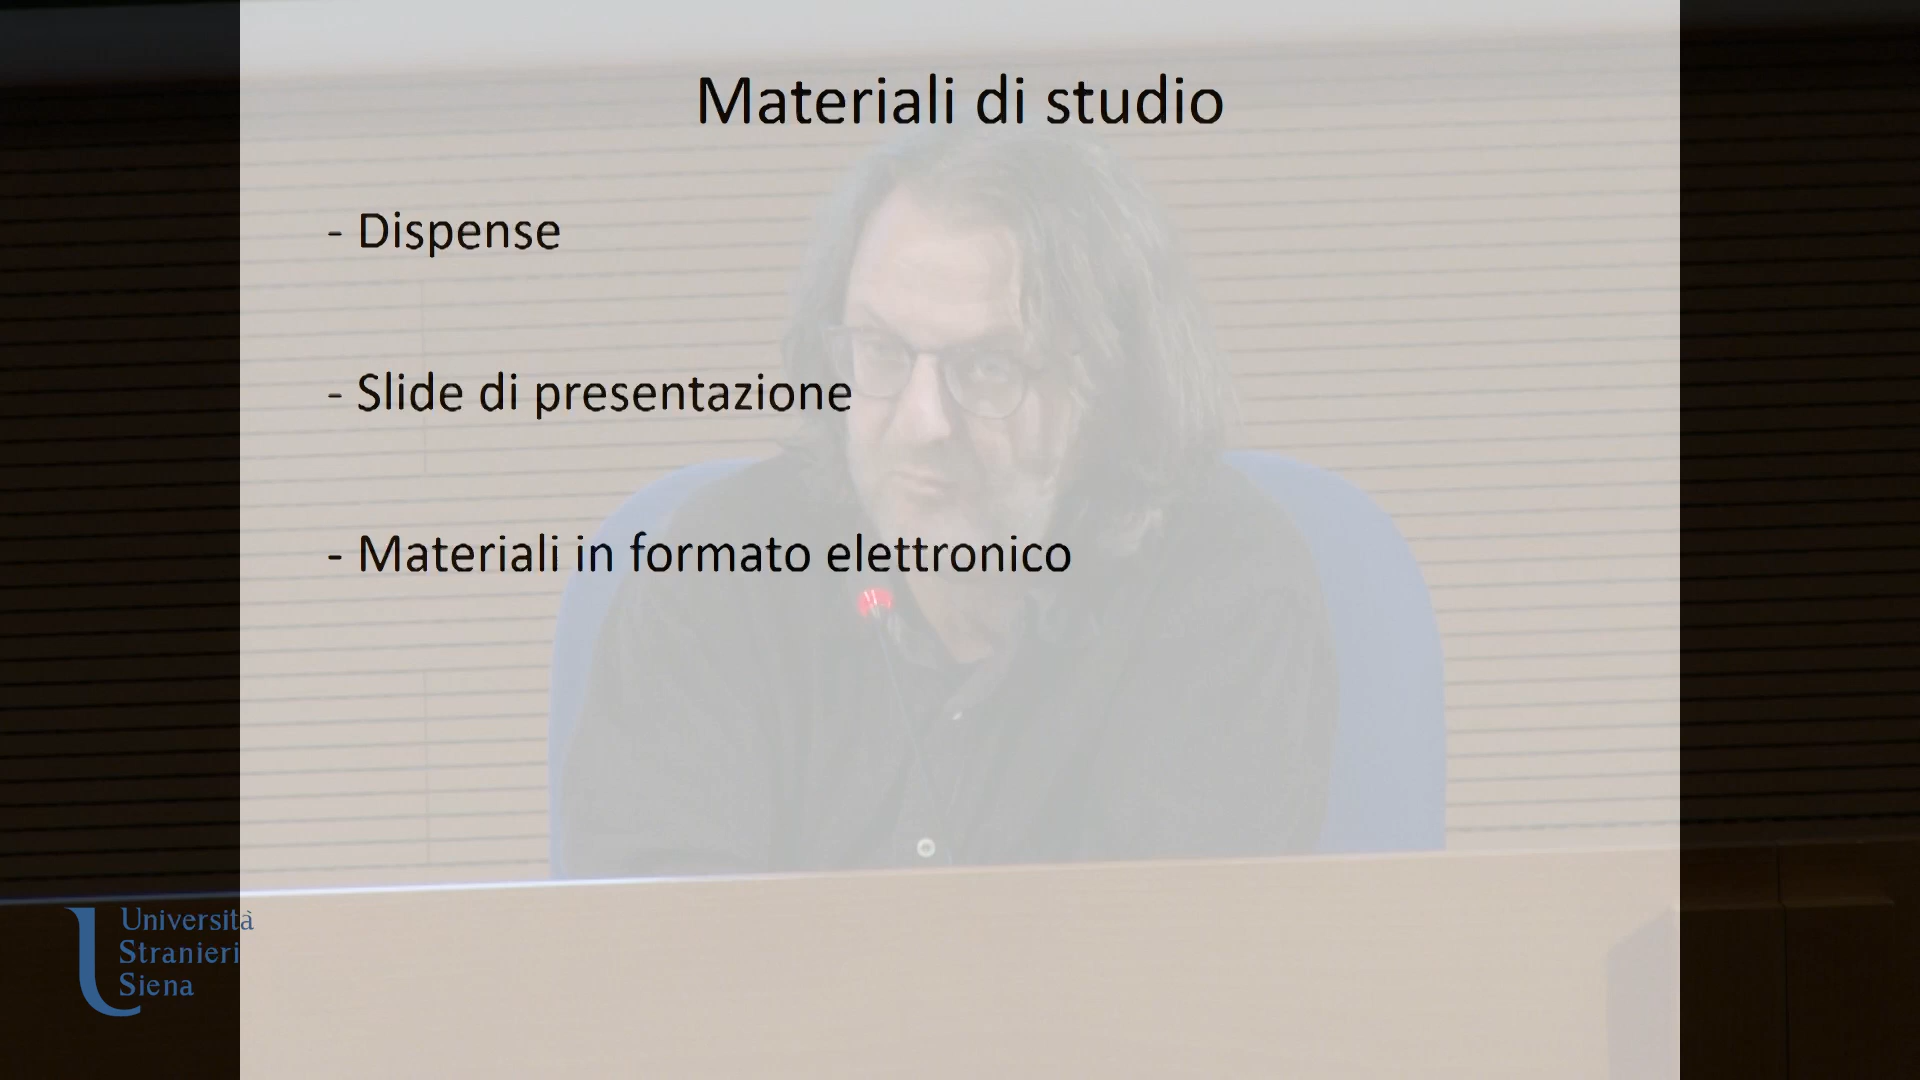 Materiali di studio
- Dispense
- Slide di presentazione
- Materiali in formato elettronico
Università
Stranieri
Siena